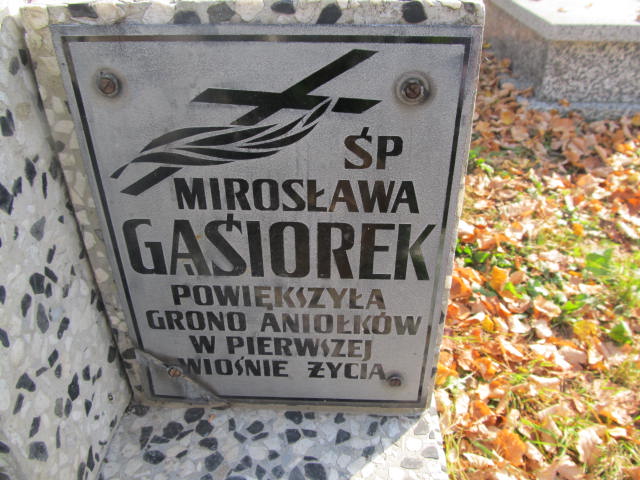 ŚP
MIROSŁAWA
GĄSIOREK
POWIĘKSZYŁA
GRONO ANIOŁKÓW
W PIERWSZEJ
WIOŚNIE ŻYCIA